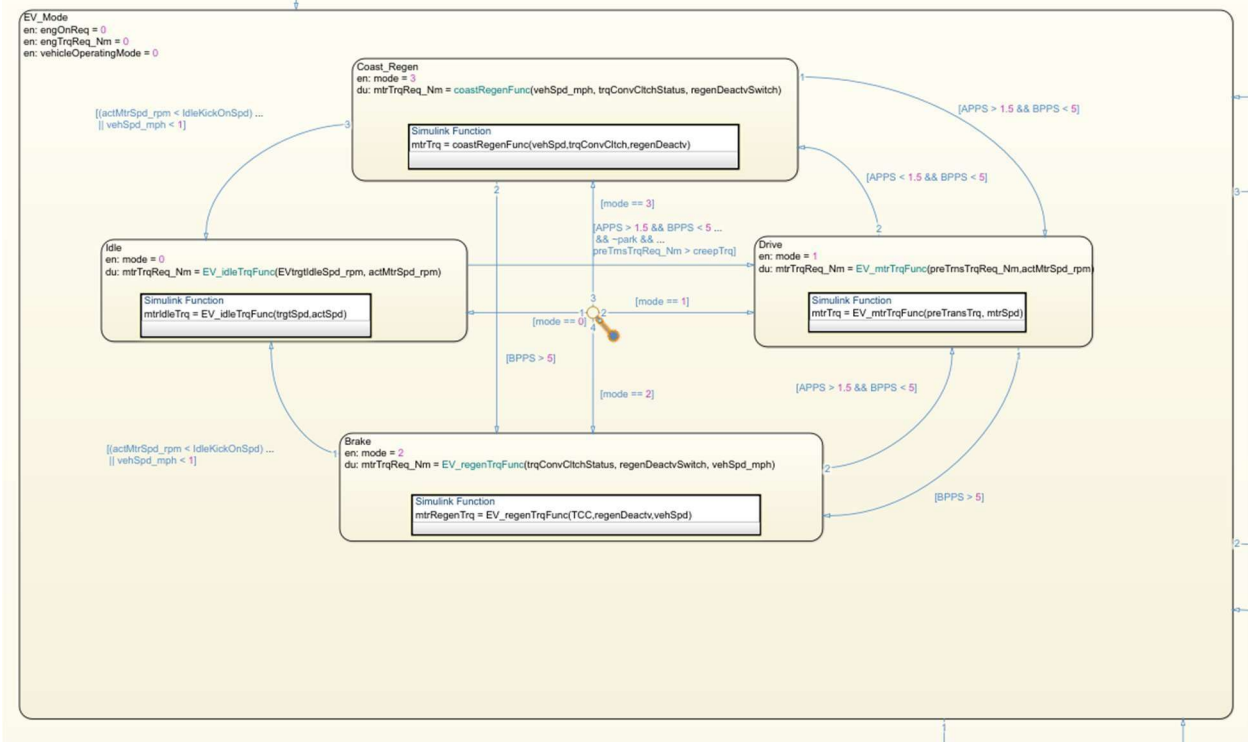 EV_Mode
en: engOnReq = 0
en: engTrqReq_Nm = 0
en: vehicleOperatingMode = 0
Coast_Regen
en: mode = 3
du: mtrTrqReq_Nm = coastRegenFunc(vehSpd_mph, trqConvCltchStatus, regenDeactvSwitch)
Simulink Function
mtrTrq = coastRegenFunc(vehSpd,trqConvCltch,regenDeactv)
1
[APPS > 1.5 && BPPS < 5]
[(actMtrSpd_rpm < IdleKickOnSpd) ...
|| vehSpd_mph < 1]
3
[APPS < 1.5 && BPPS < 5]
2
2
[mode == 3]
[APPS > 1.5 && BPPS < 5 ...
&& ~park && ...
preTrnsTrqReq_Nm > creepTrq]
3
Idle
en: mode = 0
du: mtrTrqReq_Nm = EV_idleTrqFunc(EVtrgtIdleSpd_rpm, actMtrSpd_rpm)
Simulink Function
mtrIdleTrq = EV_idleTrqFunc(trgtSpd,actSpd)
Drive
en: mode = 1
du: mtrTrqReq_Nm = EV_mtrTrqFunc(preTrnsTrqReq_Nm,actMtrSpd_rpm)
Simulink Function
mtrTrq = EV_mtrTrqFunc(preTransTrq, mtrSpd)
3
[mode == 1]
1
2
[mode == 0]
4
[BPPS > 5]
1
[mode == 2]
[APPS > 1.5 && BPPS < 5]
Brake
en: mode = 2
du: mtrTrqReq_Nm = EV_regenTrqFunc(trqConvCltchStatus, regenDeactvSwitch, vehSpd_mph)
Simulink Function
mtrRegenTrq = EV_regenTrqFunc(TCC,regenDeactv,vehSpd)
[(actMtrSpd_rpm < IdleKickOnSpd) ...
|| vehSpd_mph < 1]
1
2
[BPPS > 5]
2
1